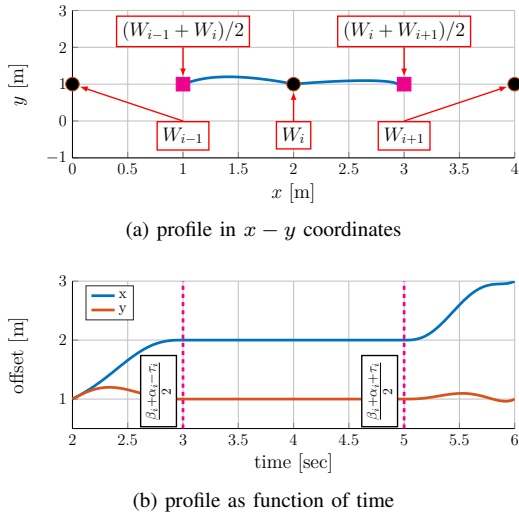 3
2
1
0
−1
y [m]
(W_{i−1} + W_i)/2
(W_i + W_{i+1})/2
W_{i−1}
W_i
W_{i+1}
0 0.5 1 1.5 2 2.5 3 3.5 4
x [m]
(a) profile in x − y coordinates
3
2
1
offset [m]
x
y
β_i+α_i−τ_i
2
β_i+α_i+τ_i
2
2 2.5 3 3.5 4 4.5 5 5.5 6
time [sec]
(b) profile as function of time